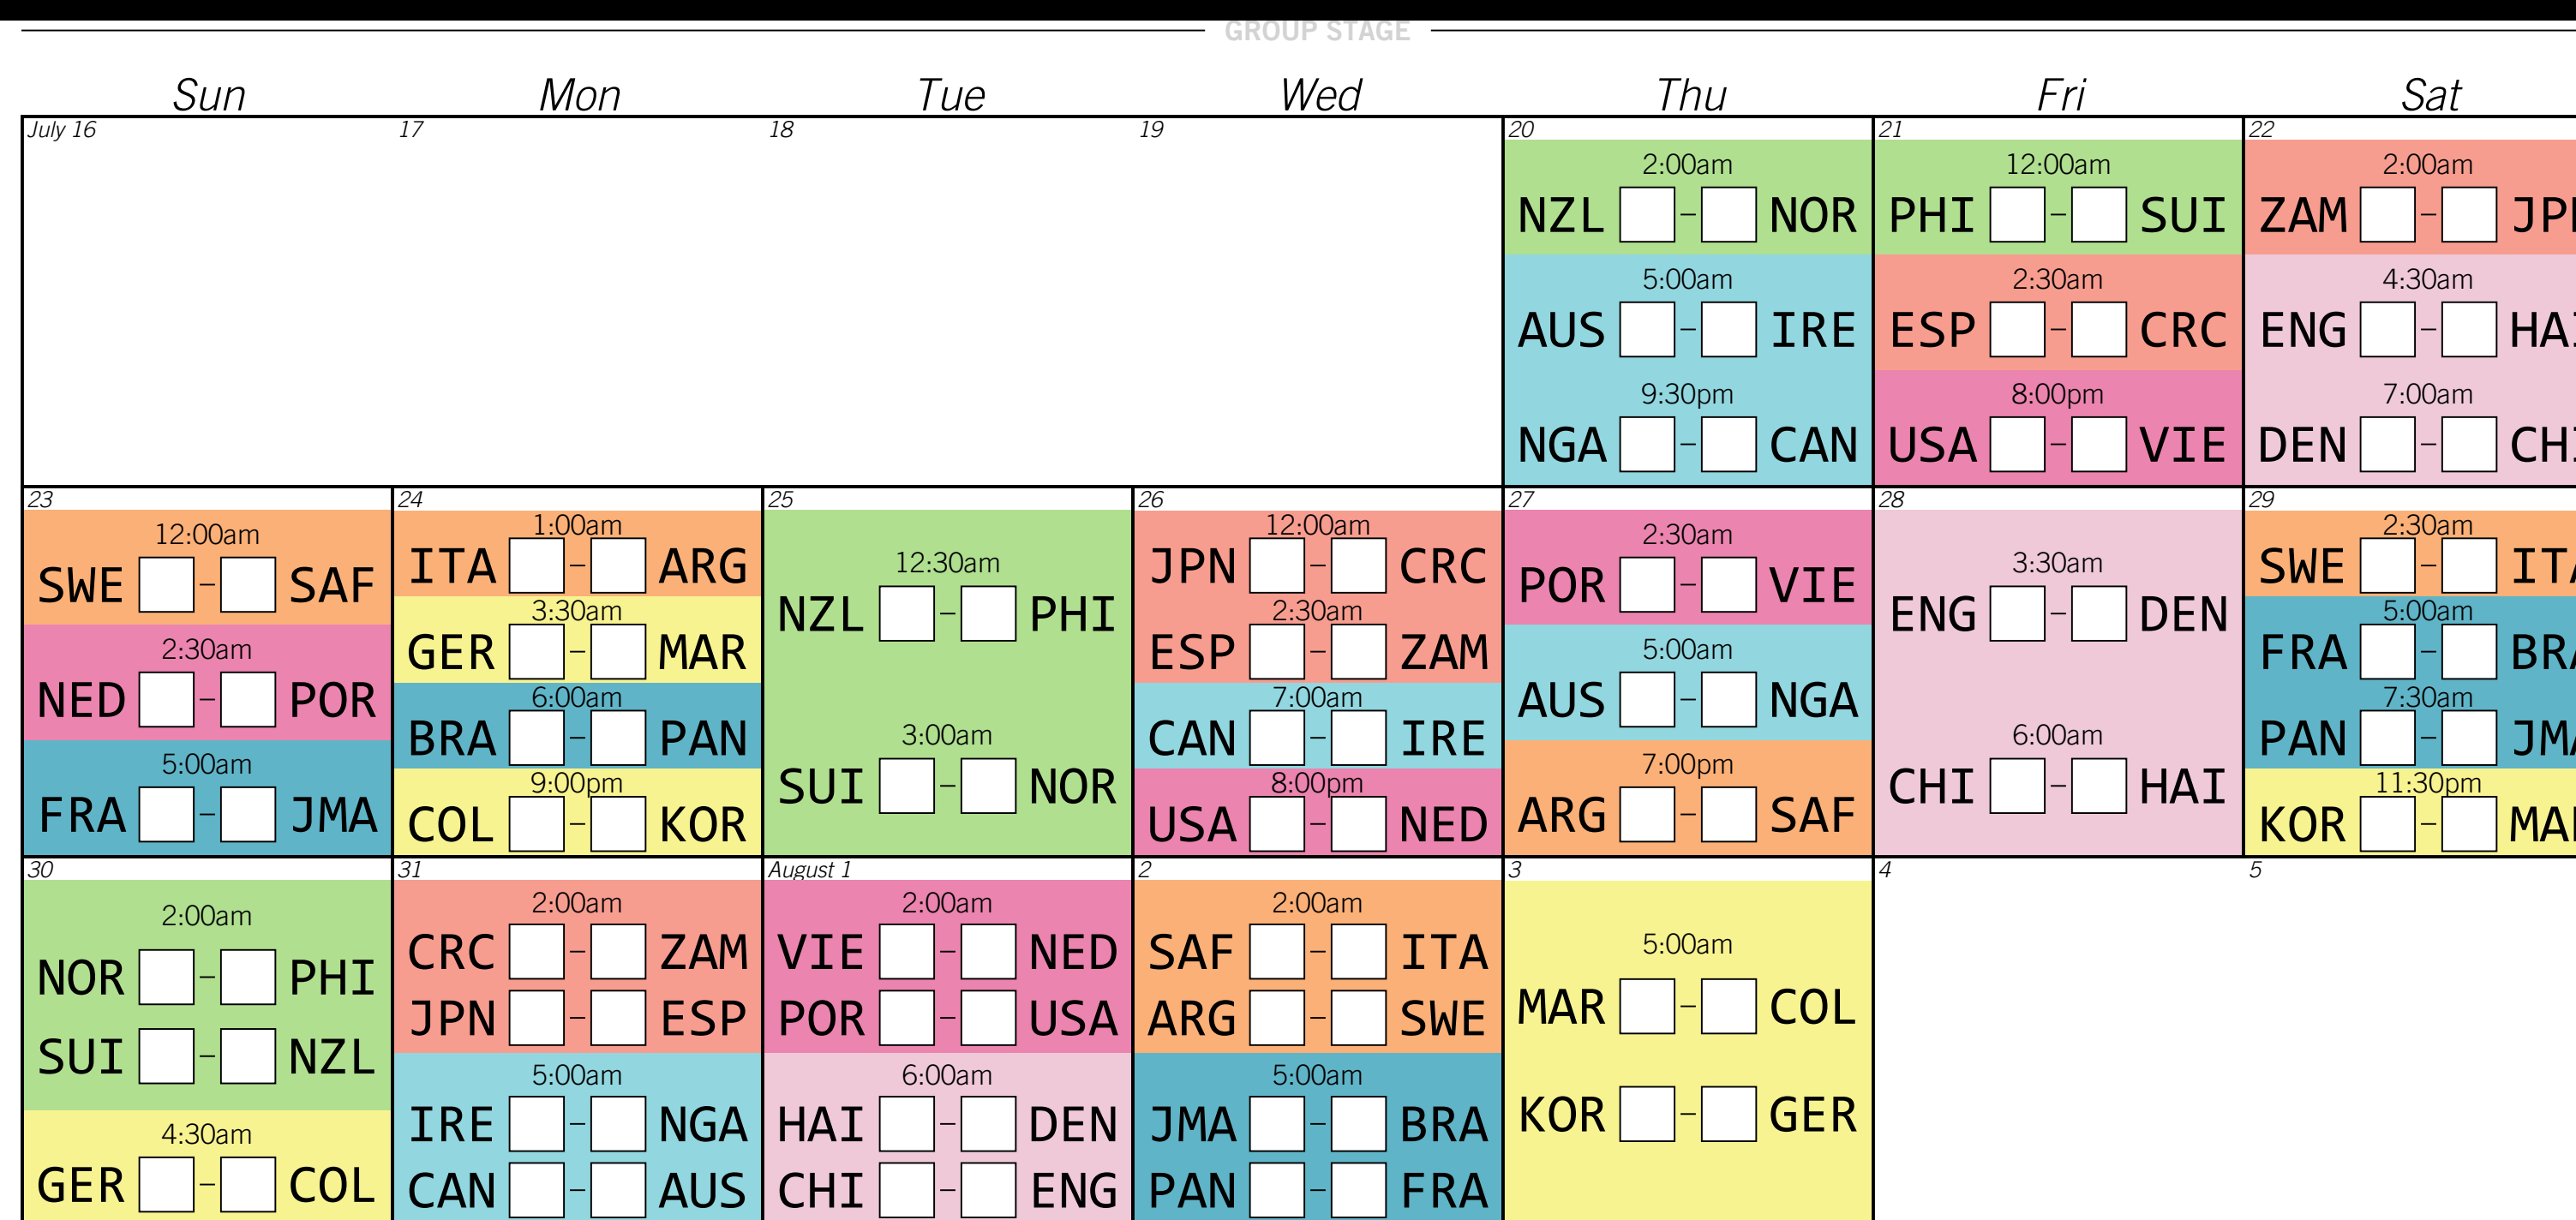 GROUP STAGE
Sun Mon Tue Wed Thu Fri Sat
July 16 17 18 19 20 21 22
2:00am 12:00am 2:00am
NZL - NOR PHI - SUI ZAM -
5:00am 2:30am 4:30am
AUS - IRE ESP - CRC ENG -
9:30pm 8:00pm 7:00am
NGA - CAN USA - VIE DEN -
23 24 25 26 27 28 29
12:00am 1:00am 12:30am 12:00am 2:30am 3:30am 2:30am
SWE - SAF ITA - ARG NZL - PHI JPN - CRC POR - VIE ENG - DEN SWE -
2:30am 3:30am 2:30am 5:00am 5:00am
NED - POR GER - MAR ESP - ZAM AUS - NGA FRA -
5:00am 6:00am 3:00am 7:00am 7:00pm 6:00am 7:30am
FRA - JMA BRA - PAN SUI - NOR CAN - IRE ARG - SAF CHI - HAI PAN -
9:00pm 8:00pm 11:30pm
COL - KOR USA - NED KOR -
30 31 August 1 2 3 4 5
2:00am 2:00am 2:00am 2:00am 5:00am
NOR - PHI CRC - ZAM VIE - NED SAF - ITA MAR - COL
SUI - NZL JPN - ESP POR - USA ARG - SWE KOR - GER
4:30am 5:00am 6:00am 5:00am
GER - COL IRE - NGA HAI - DEN JMA - BRA
CAN - AUS CHI - ENG PAN - FRA